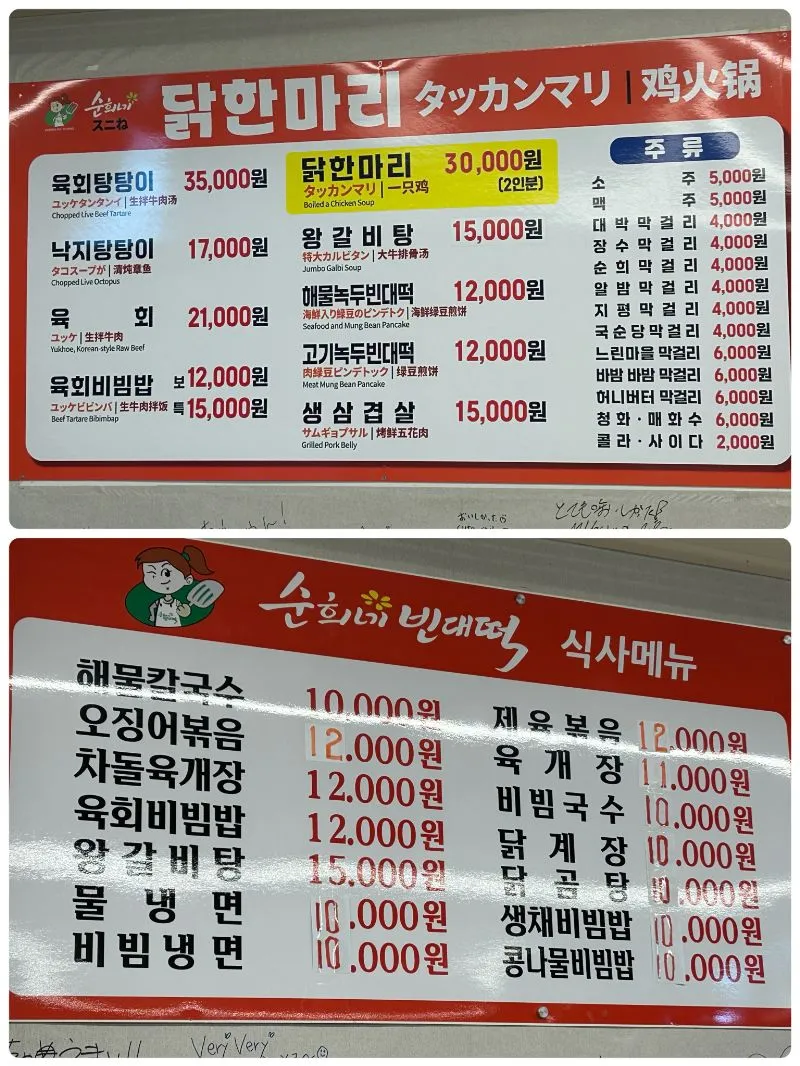 순희네
スニね
닭한마리 タッカンマリ | 鸡火锅
육회탕탕이 35,000원
ユッケタンタンイ | 生拌牛肉汤
Chopped Live Beef Tartare
낙지탕탕이 17,000원
タコスープが | 清炖章鱼
Chopped Live Octopus
육 회 21,000원
ユッケ | 生拌牛肉
Yukhoe, Korean-style Raw Beef
육회비빔밥 보 12,000원
ユッケビビンバ | 生牛肉拌饭 특 15,000원
Beef Tartare Bibimbap
닭한마리 30,000원
タッカンマリ | 一只鸡 (2인분)
Boiled a Chicken Soup
왕갈비탕 15,000원
特大カルビタン | 大牛排骨汤
Jumbo Galbi Soup
해물녹두빈대떡 12,000원
海鮮入り緑豆のピンデトク | 海鲜绿豆煎饼
Seafood and Mung Bean Pancake
고기녹두빈대떡 12,000원
肉緑豆ピンデトック | 绿豆煎饼
Meat Mung Bean Pancake
생삼겹살 15,000원
サムギョプサル | 烤鲜五花肉
Grilled Pork Belly
주류
소 주 5,000원
맥 주 5,000원
대박막걸리 4,000원
장수막걸리 4,000원
순희막걸리 4,000원
알밤막걸리 4,000원
지평막걸리 4,000원
국순당막걸리 4,000원
느린마을 막걸리 6,000원
바밤바밤 막걸리 6,000원
허니버터 막걸리 6,000원
청화·매화수 6,000원
콜라·사이다 2,000원
순희네 빈대떡 식사메뉴
해물칼국수 10.000원
오징어볶음 12.000원
차돌육개장 12.000원
육회비빔밥 12.000원
왕갈비탕 15.000원
물냉면 10.000원
비빔냉면 10.000원
제육볶음 12.000원
육개장 11.000원
비빔국수 10.000원
닭계장 10.000원
닭곰탕 10.000원
생채비빔밥 10.000원
콩나물비빔밥 10.000원
Very Very